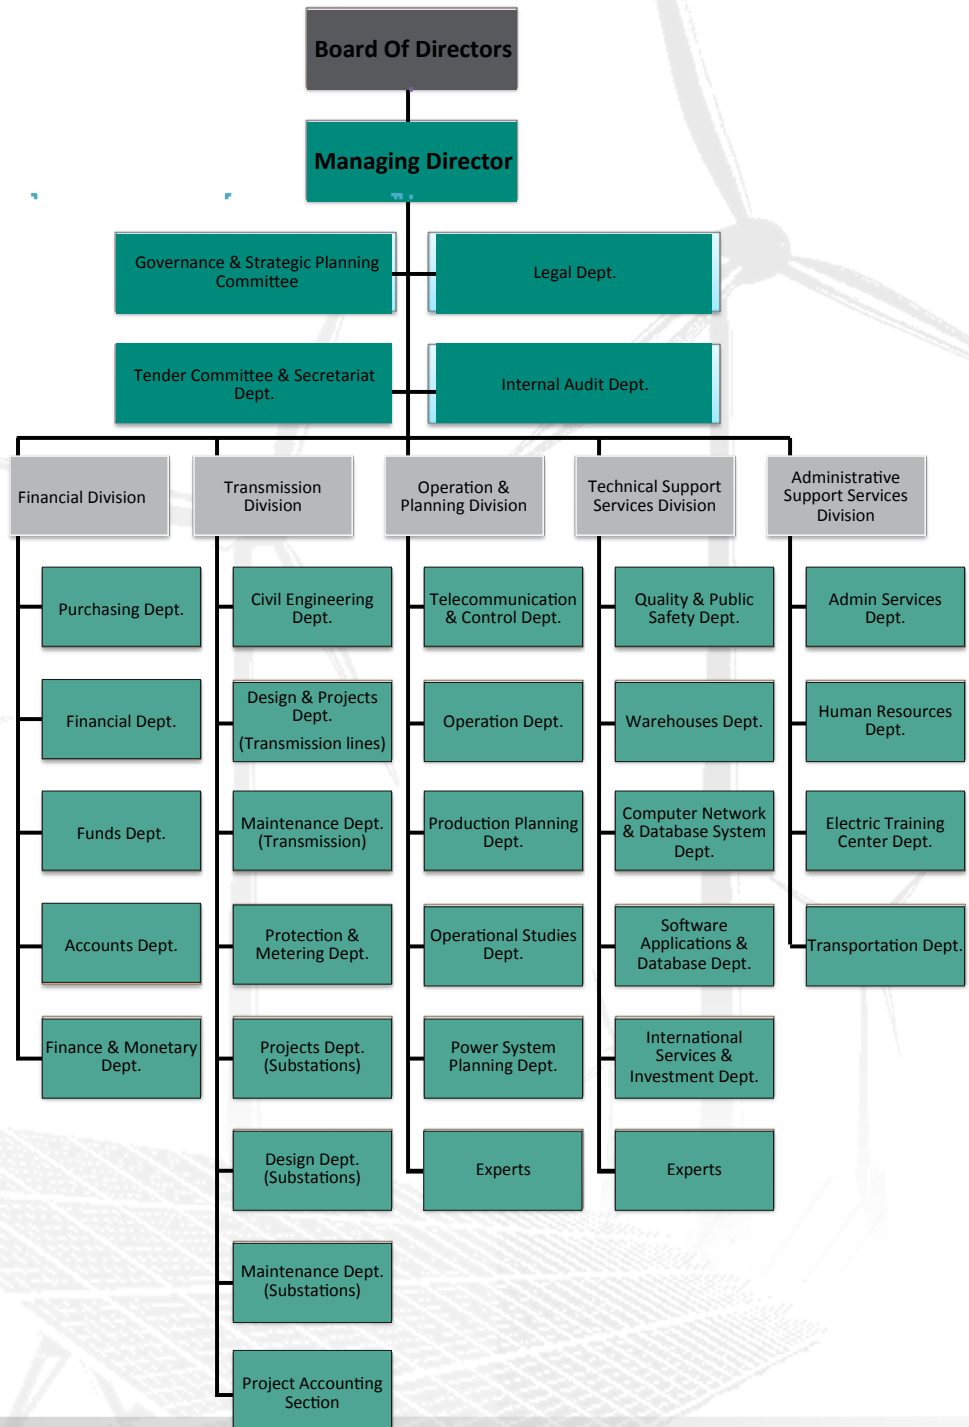 Board Of Directors
Managing Director
Governance & Strategic Planning
Committee
Legal Dept.
Tender Committee & Secretariat
Dept.
Internal Audit Dept.
Financial Division
Transmission
Division
Operation &
Planning Division
Technical Support
Services Division
Administrative
Support Services
Division
Purchasing Dept.
Financial Dept.
Funds Dept.
Accounts Dept.
Finance & Monetary
Dept.
Civil Engineering
Dept.
Design & Projects
Dept.
(Transmission lines)
Maintenance Dept.
(Transmission)
Protection &
Metering Dept.
Projects Dept.
(Substations)
Design Dept.
(Substations)
Maintenance Dept.
(Substations)
Project Accounting
Section
Telecommunication
& Control Dept.
Operation Dept.
Production Planning
Dept.
Operational Studies
Dept.
Power System
Planning Dept.
Experts
Quality & Public
Safety Dept.
Warehouses Dept.
Computer Network
& Database System
Dept.
Software
Applications &
Database Dept.
International
Services &
Investment Dept.
Experts
Admin Services
Dept.
Human Resources
Dept.
Electric Training
Center Dept.
Transportation Dept.